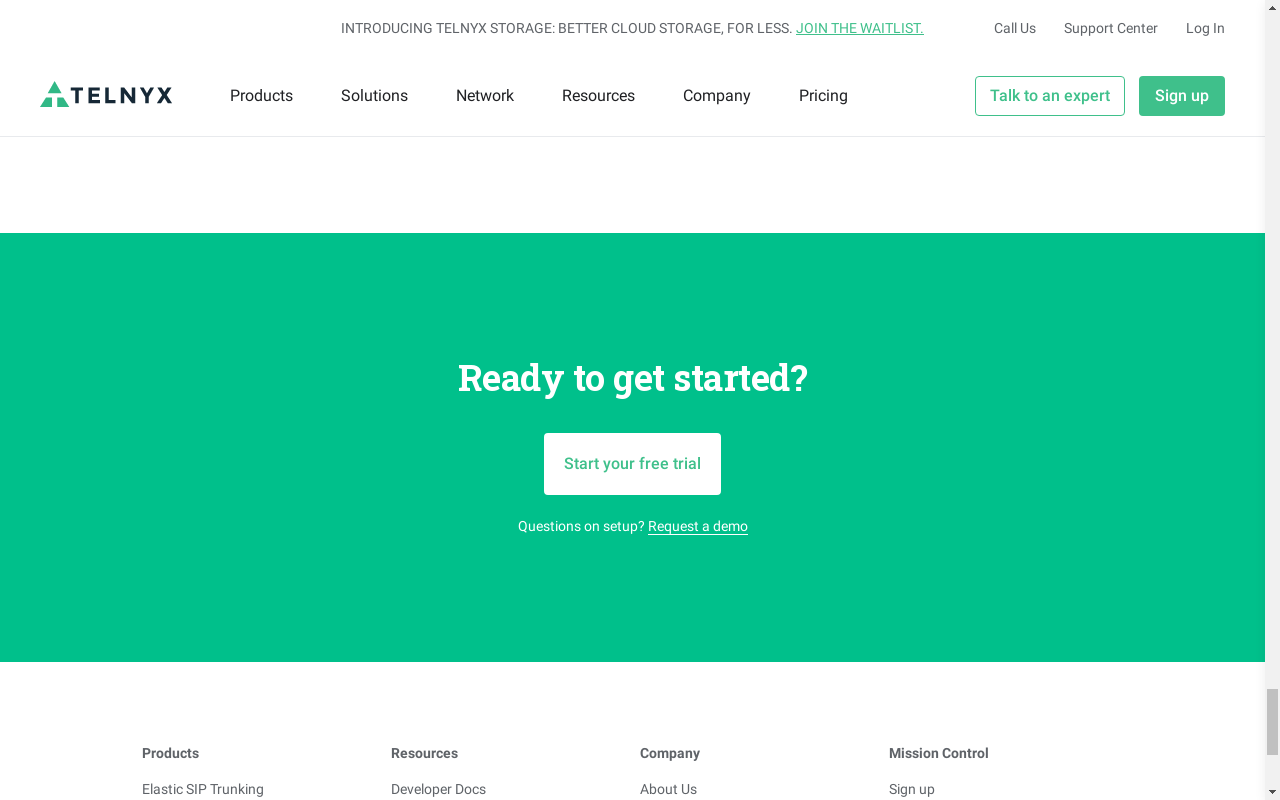 INTRODUCING TELNYX STORAGE: BETTER CLOUD STORAGE, FOR LESS. JOIN THE WAITLIST.
Call Us
Support Center
Log In
TELNYX
Products
Solutions
Network
Resources
Company
Pricing
Talk to an expert
Sign up
Ready to get started?
Start your free trial
Questions on setup? Request a demo
Products
Resources
Company
Mission Control
Elastic SIP Trunking
Developer Docs
About Us
Sign up